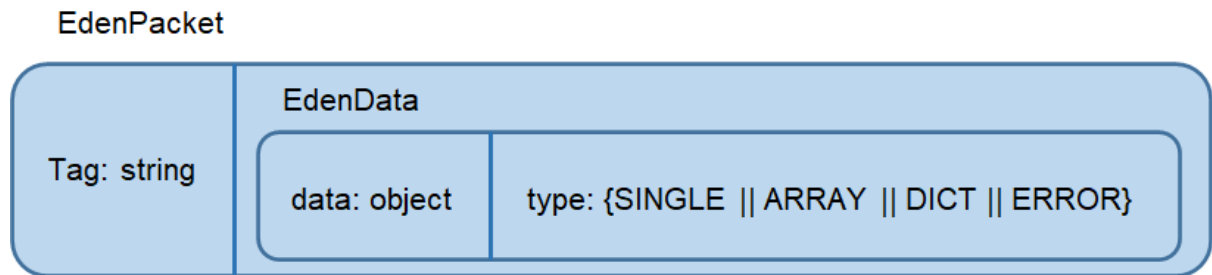 EdenPacket
EdenData
Tag: string
data: object
type: {SINGLE || ARRAY || DICT || ERROR}